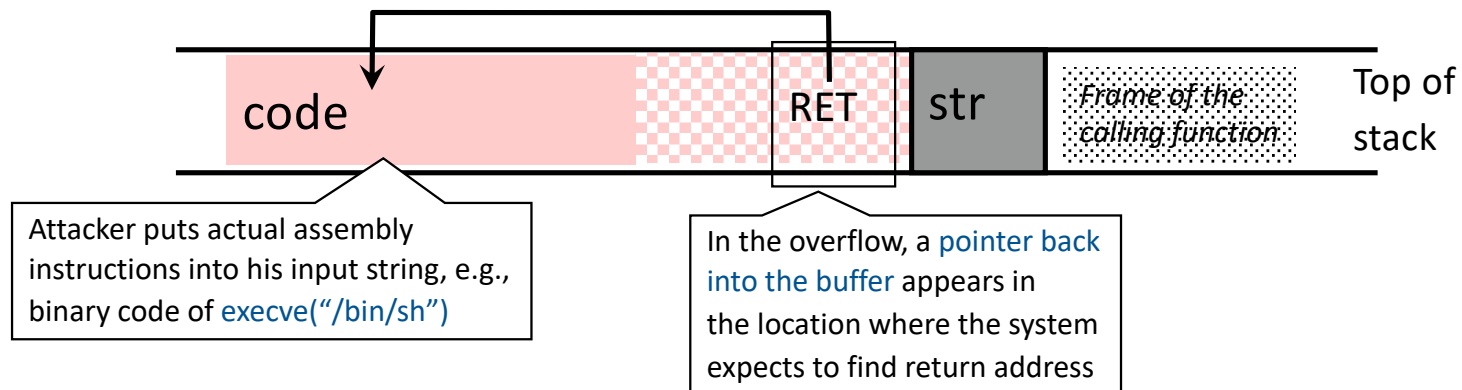 code
RET
str
Frame of the
calling function
Top of
stack
Attacker puts actual assembly
instructions into his input string, e.g.,
binary code of execve(“/bin/sh”)
In the overflow, a pointer back
into the buffer appears in
the location where the system
expects to find return address